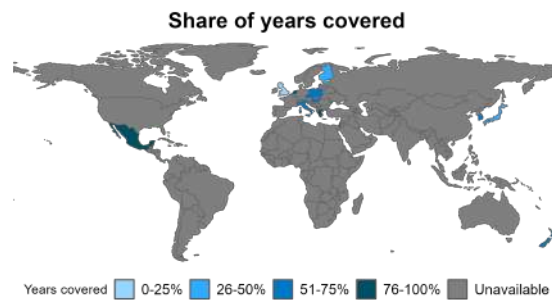 Share of years covered
Years covered 0-25% 26-50% 51-75% 76-100% Unavailable